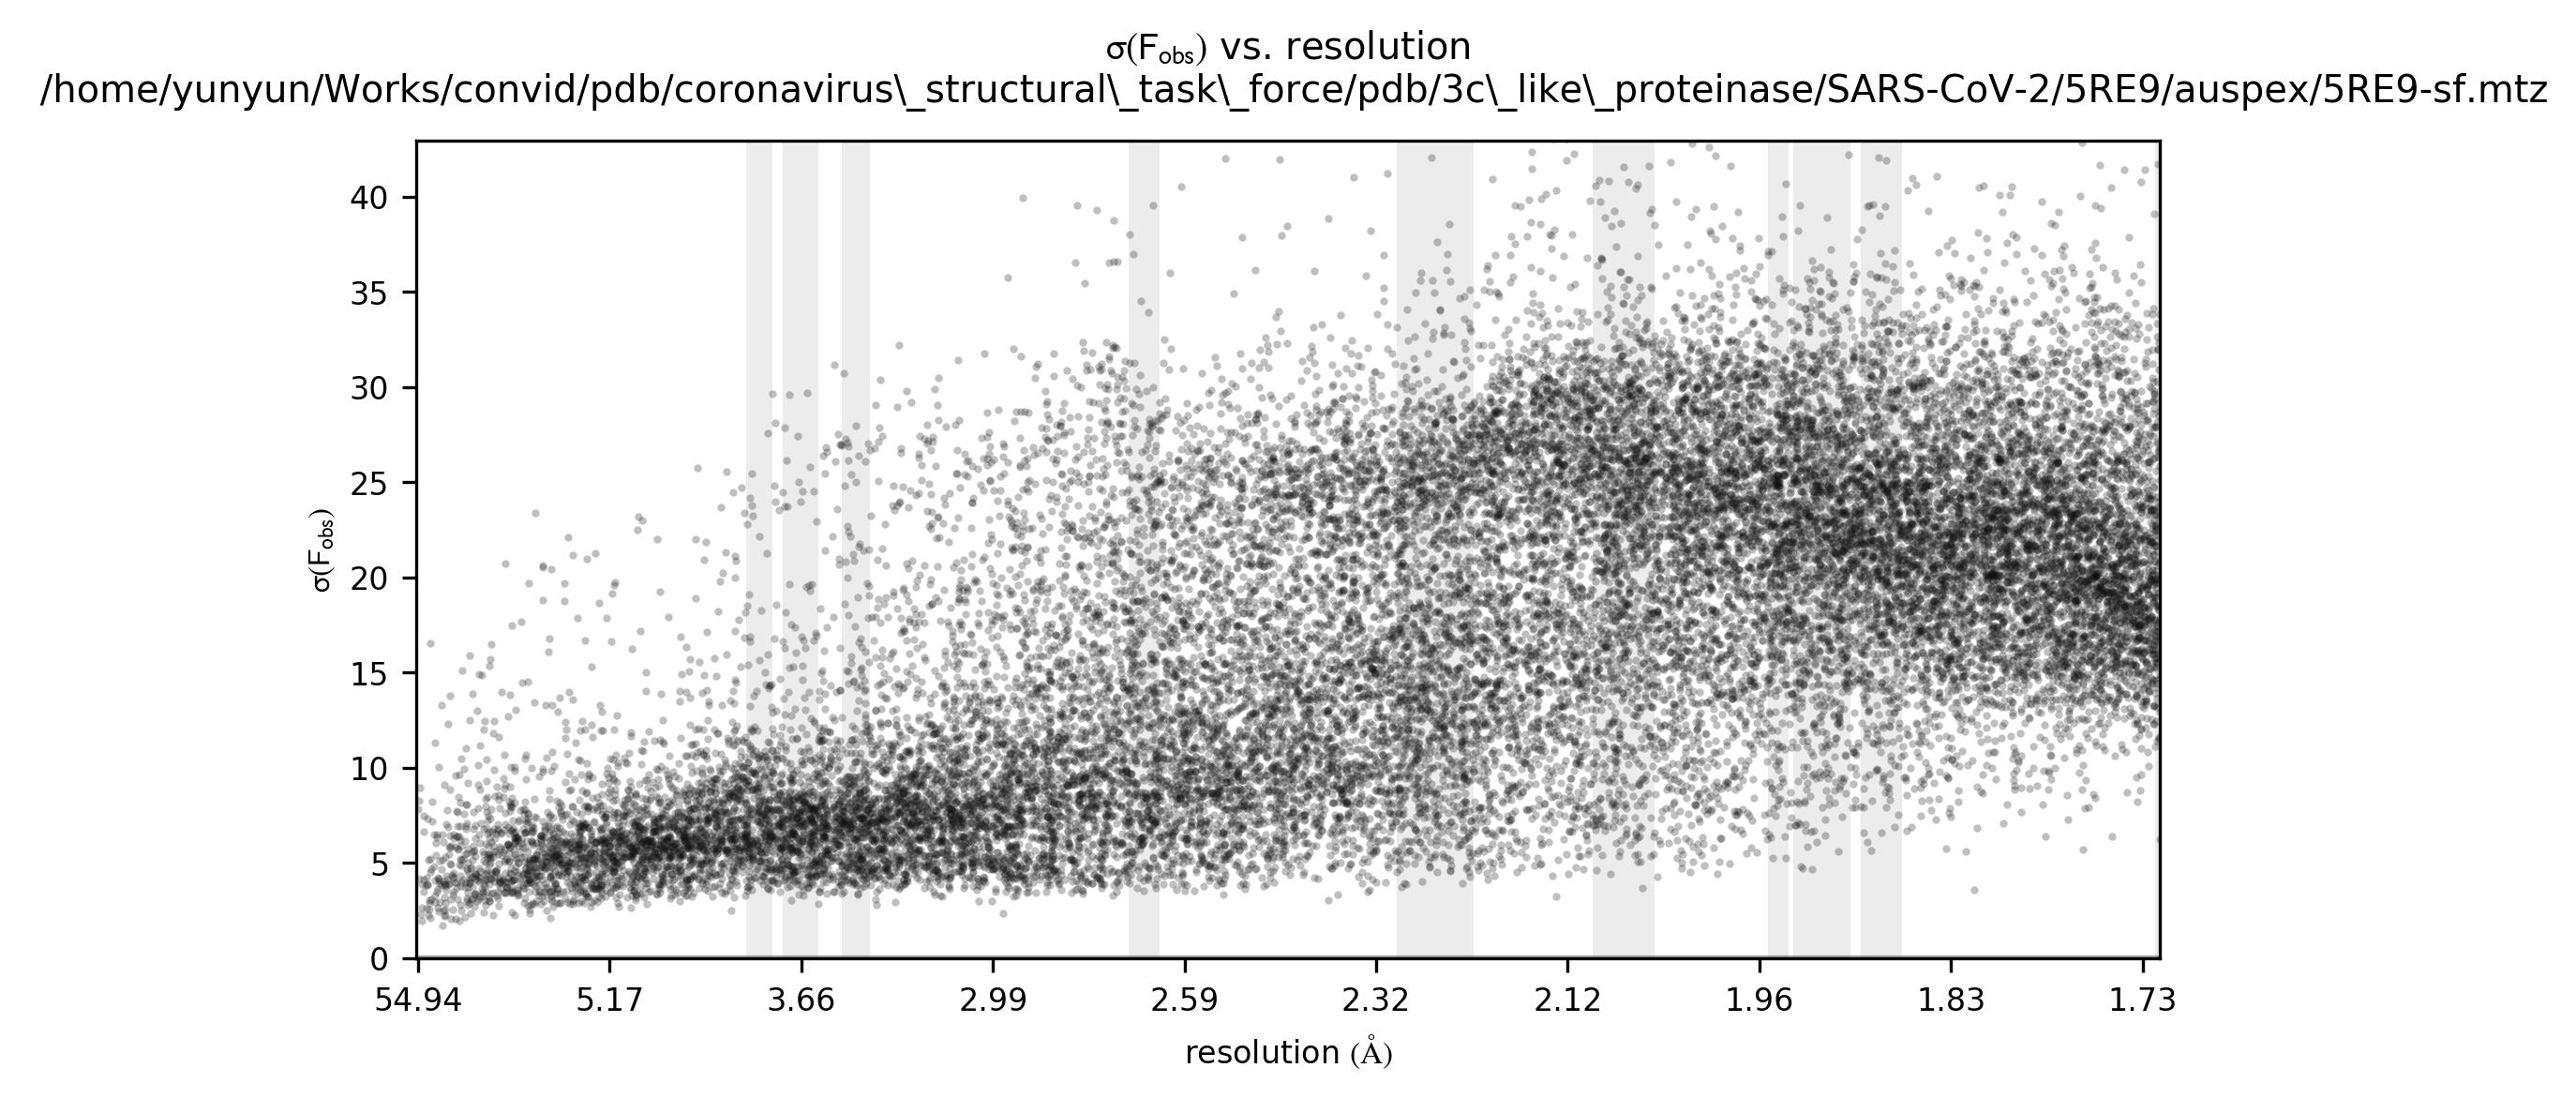 σ(Fobs) vs. resolution
/home/yunyun/Works/convid/pdb/coronavirus\_structural\_task\_force/pdb/3c\_like\_proteinase/SARS-CoV-2/5RE9/auspex/5RE9-sf.mtz
40
35
30
25
20
15
10
5
0
σ(Fobs)
54.94 5.17 3.66 2.99 2.59 2.32 2.12 1.96 1.83 1.73
resolution (Å)